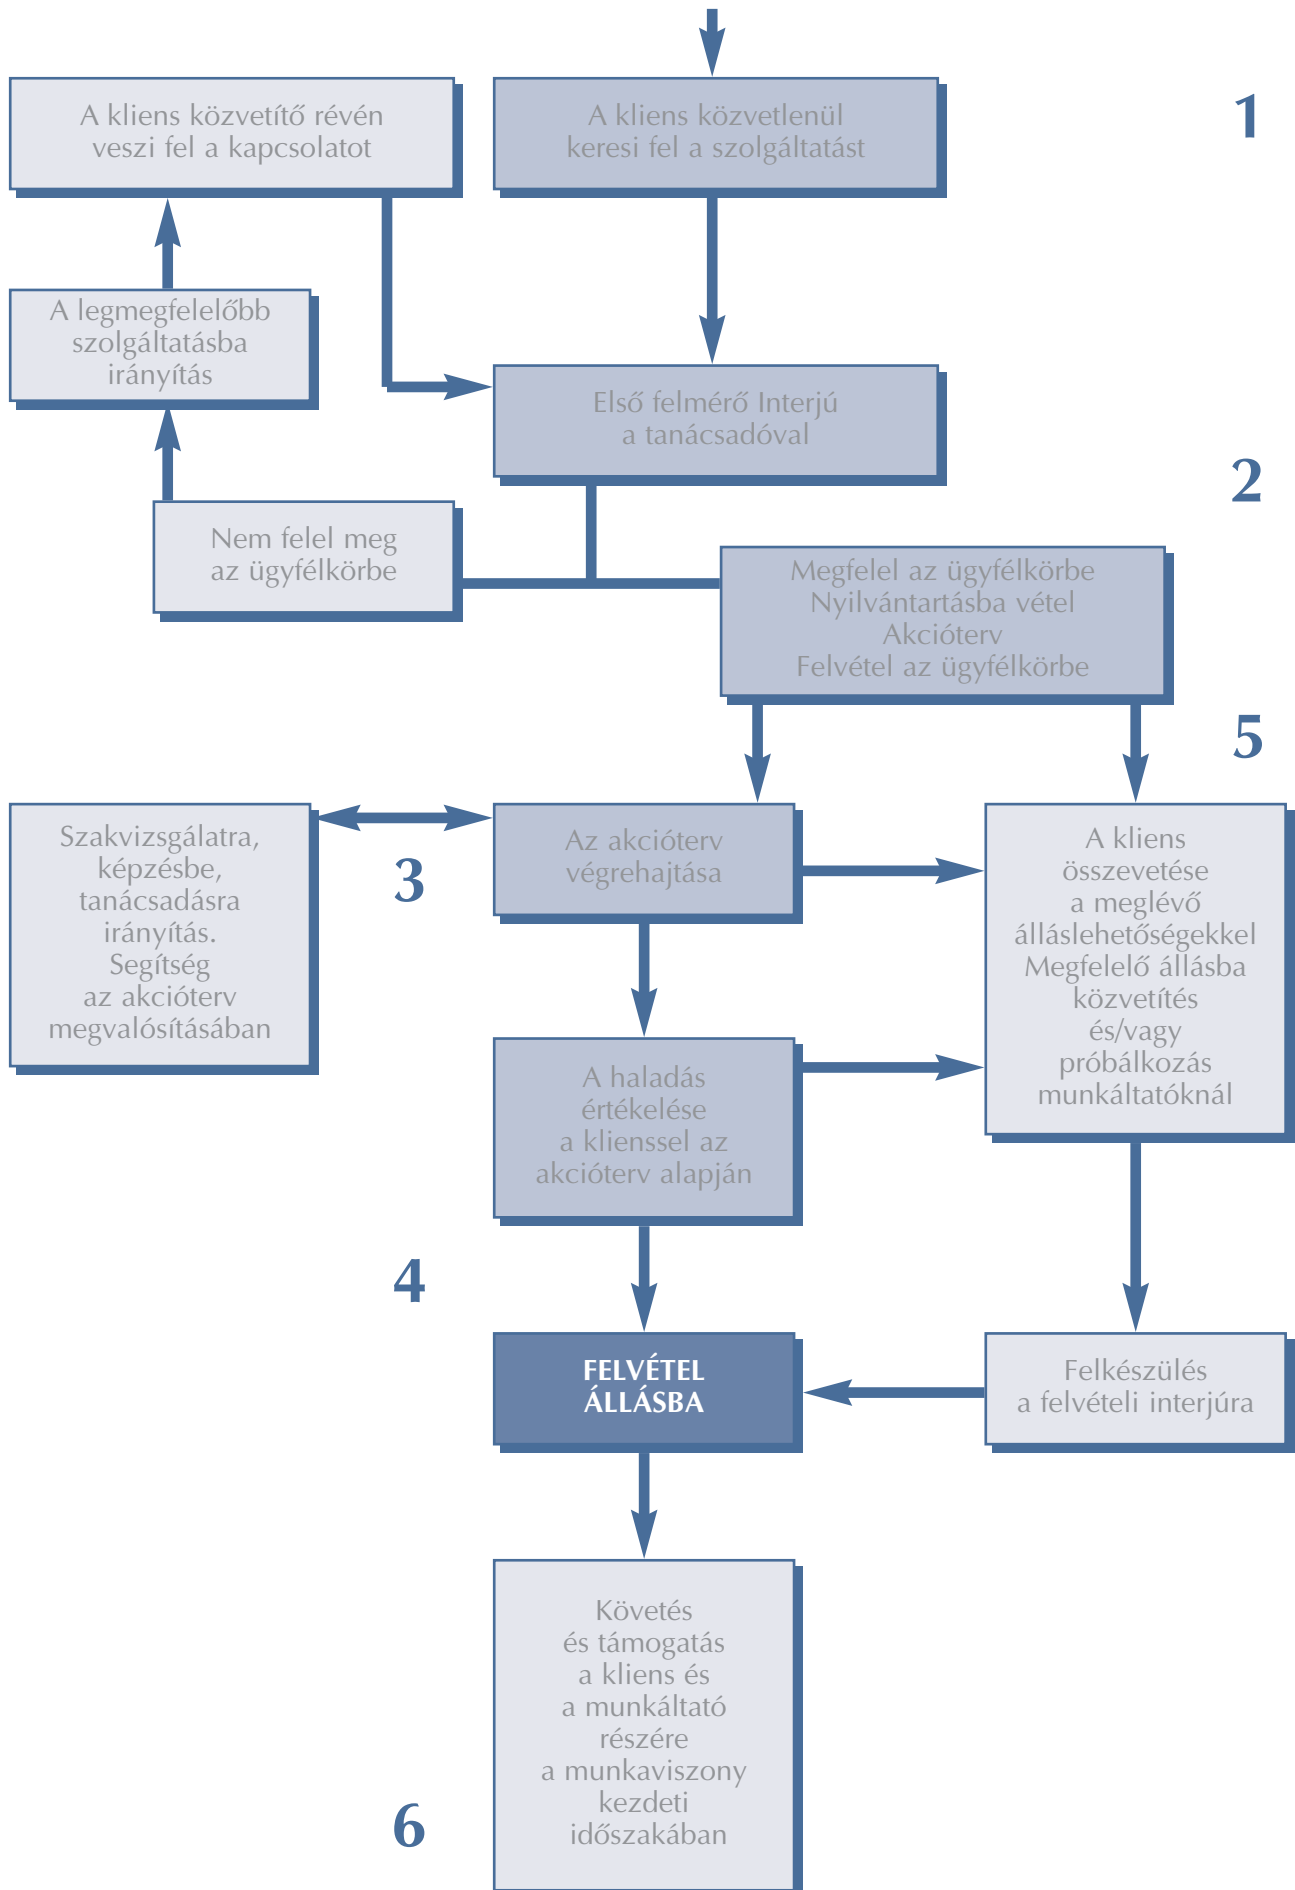 A kliens közvetítő révén
veszi fel a kapcsolatot
A kliens közvetlenül
keresi fel a szolgáltatást
1
A legmegfelelőbb
szolgáltatásba
irányítás
Első felmérő Interjú
a tanácsadóval
2
Nem felel meg
az ügyfélkörbe
Megfelel az ügyfélkörbe
Nyilvántartásba vétel
Akcióterv
Felvétel az ügyfélkörbe
5
Szakvizsgálatra,
képzésbe,
tanácsadásra
irányítás.
Segítség
az akcióterv
megvalósításában
3
Az akcióterv
végrehajtása
A kliens
összevetése
a meglévő
álláslehetőségekkel
Megfelelő állásba
közvetítés
és/vagy
próbálkozás
munkáltatóknál
A haladás
értékelése
a klienssel az
akcióterv alapján
4
FELVÉTEL
ÁLLÁSBA
Felkészülés
a felvételi interjúra
Követés
és támogatás
a kliens és
a munkáltató
részére
a munkaviszony
kezdeti
időszakában
6